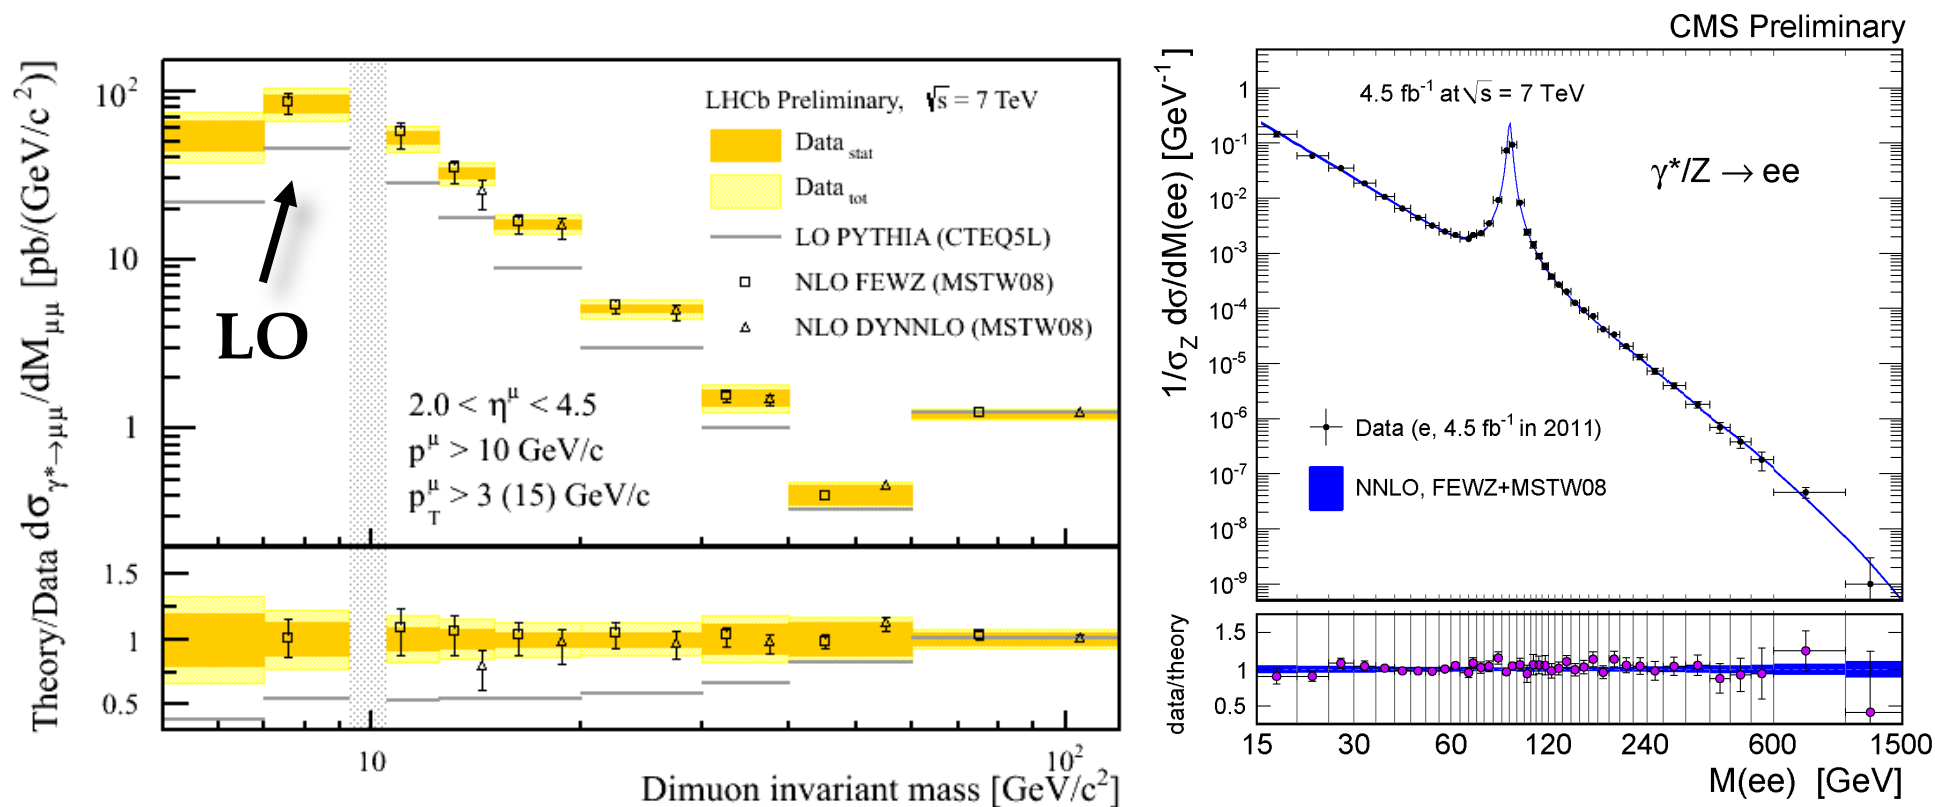 Theory/Data dσγ*→μμ/dMμμ [pb/(GeV/c²)]
10²
10
1
LHCb Preliminary, √s = 7 TeV
Data stat
Data tot
LO PYTHIA (CTEQ5L)
NLO FEWZ (MSTW08)
NLO DYNNLO (MSTW08)
LO
2.0 < η^μ < 4.5
p^μ > 10 GeV/c
p_T^μ > 3 (15) GeV/c
1.5
1
0.5
10 10²
Dimuon invariant mass [GeV/c²]
CMS Preliminary
1/σ_Z dσ/dM(ee) [GeV⁻¹]
4.5 fb⁻¹ at √s = 7 TeV
γ*/Z → ee
1
10⁻¹
10⁻²
10⁻³
10⁻⁴
10⁻⁵
10⁻⁶
10⁻⁷
10⁻⁸
10⁻⁹
Data (e, 4.5 fb⁻¹ in 2011)
NNLO, FEWZ+MSTW08
data/theory
1.5
1
0.5
15 30 60 120 240 600 1500
M(ee) [GeV]